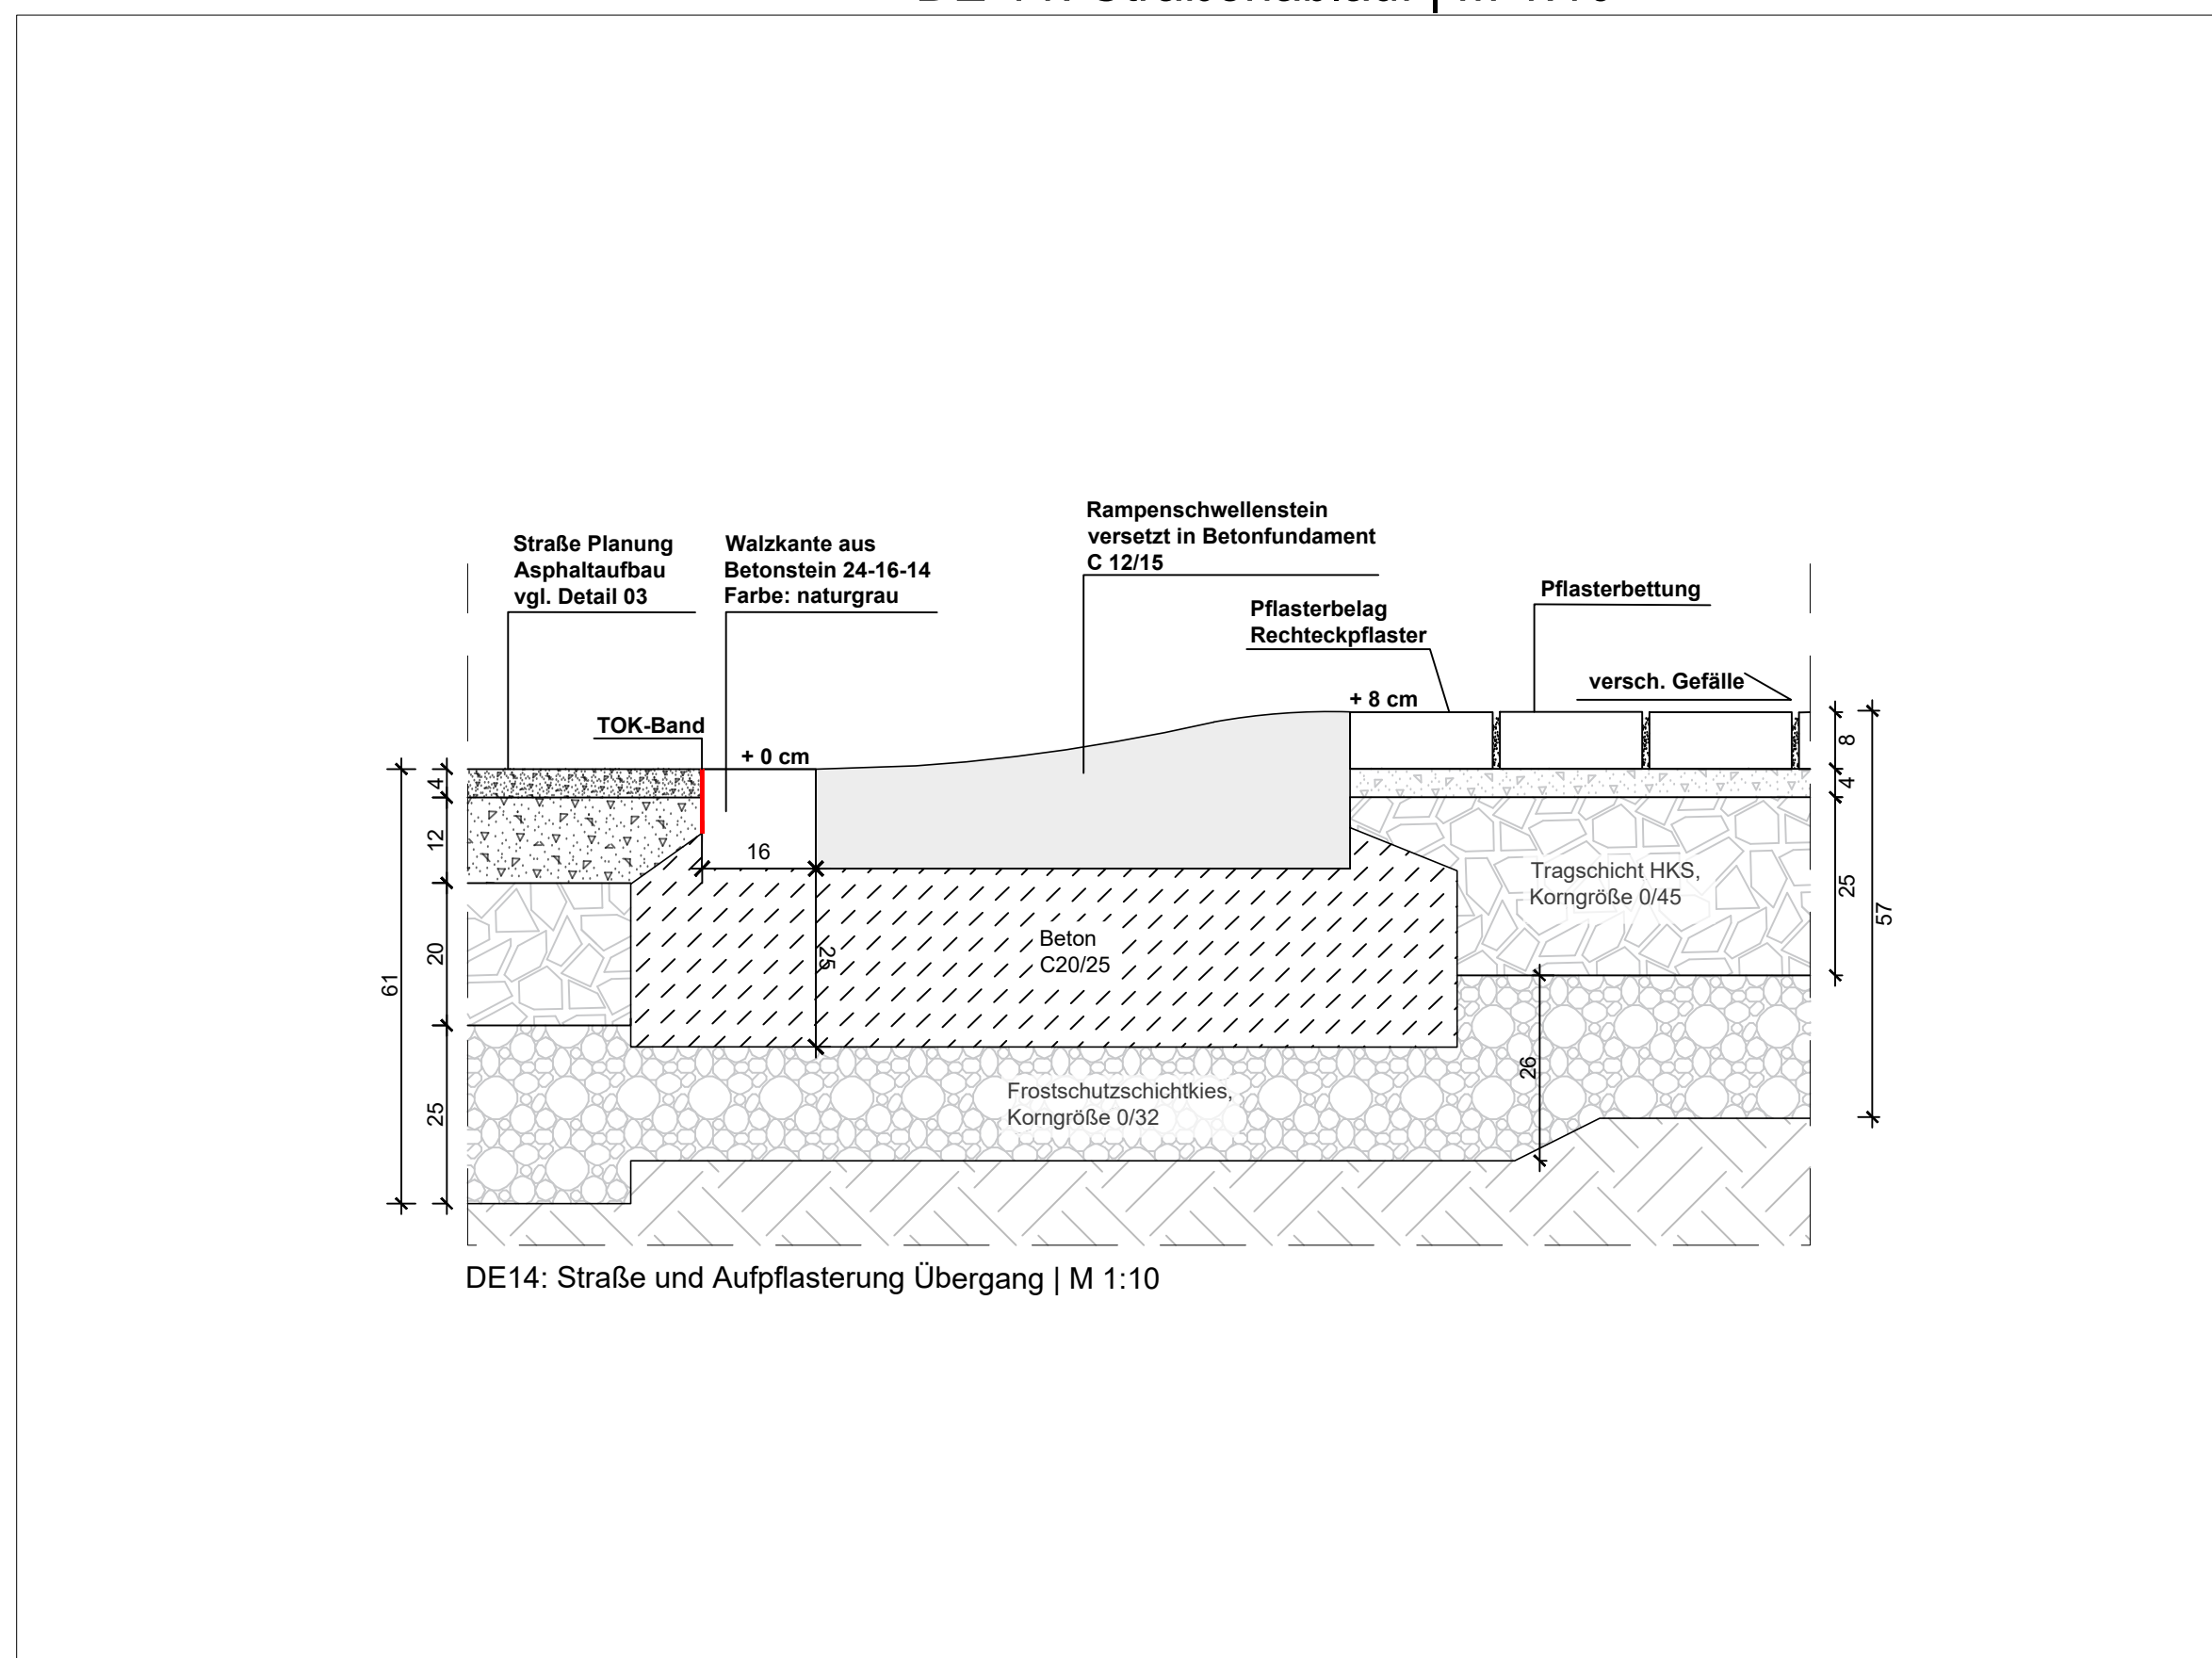 Rampenschwellenstein
versetzt in Betonfundament
C 12/15
Straße Planung
Asphaltaufbau
vgl. Detail 03
Walzkante aus
Betonstein 24-16-14
Farbe: naturgrau
Pflasterbettung
Pflasterbelag
Rechteckpflaster
versch. Gefälle
+ 8 cm
TOK-Band
+ 0 cm
8
4
4
12
16
25
57
Tragschicht HKS,
Korngröße 0/45
Beton
C20/25
25
20
61
26
25
Frostschutzschichtkies,
Korngröße 0/32
DE14: Straße und Aufpflasterung Übergang | M 1:10